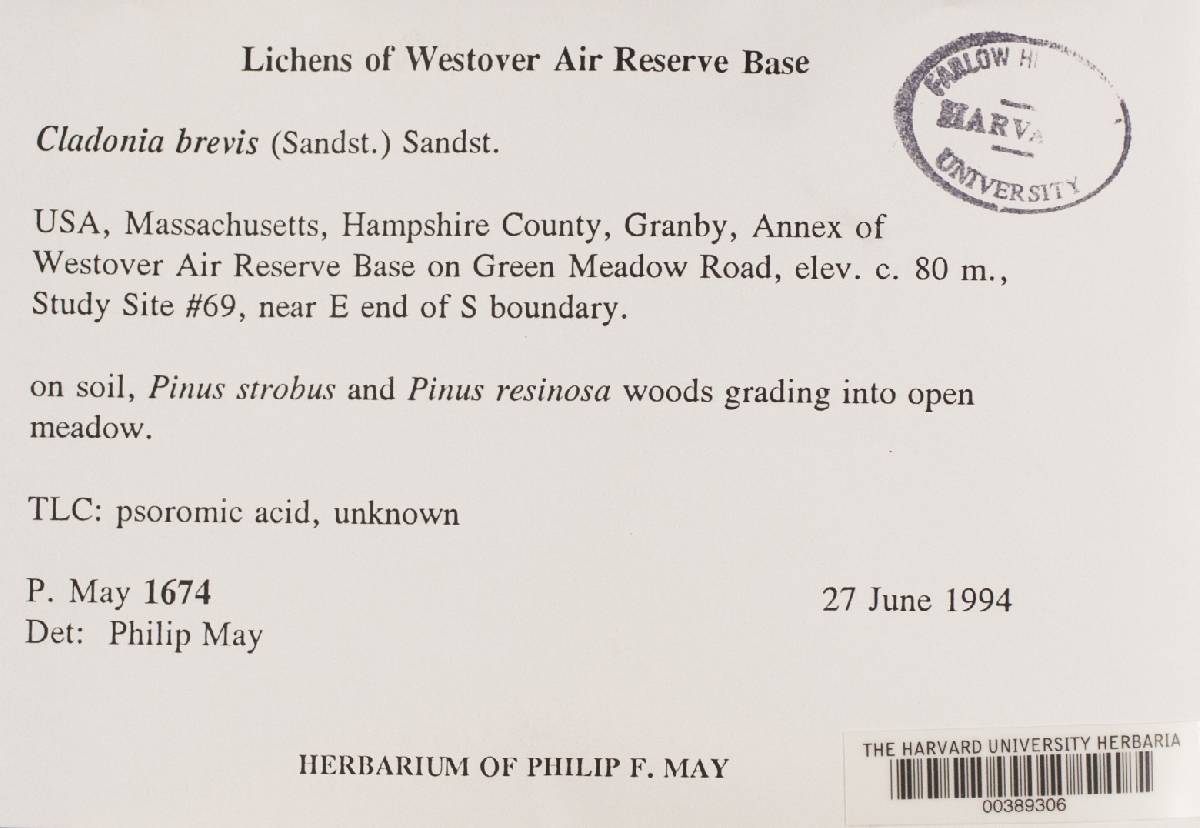 Lichens of Westover Air Reserve Base
Cladonia brevis (Sandst.) Sandst.
FARLOW
HARVA
UNIVERSITY
USA, Massachusetts, Hampshire County, Granby, Annex of
Westover Air Reserve Base on Green Meadow Road, elev. c. 80 m.,
Study Site #69, near E end of S boundary.
on soil, Pinus strobus and Pinus resinosa woods grading into open
meadow.
TLC: psoromic acid, unknown
P. May 1674
27 June 1994
Det: Philip May
HERBARIUM OF PHILIP F. MAY
THE HARVARD UNIVERSITY HERBARIA
00389306